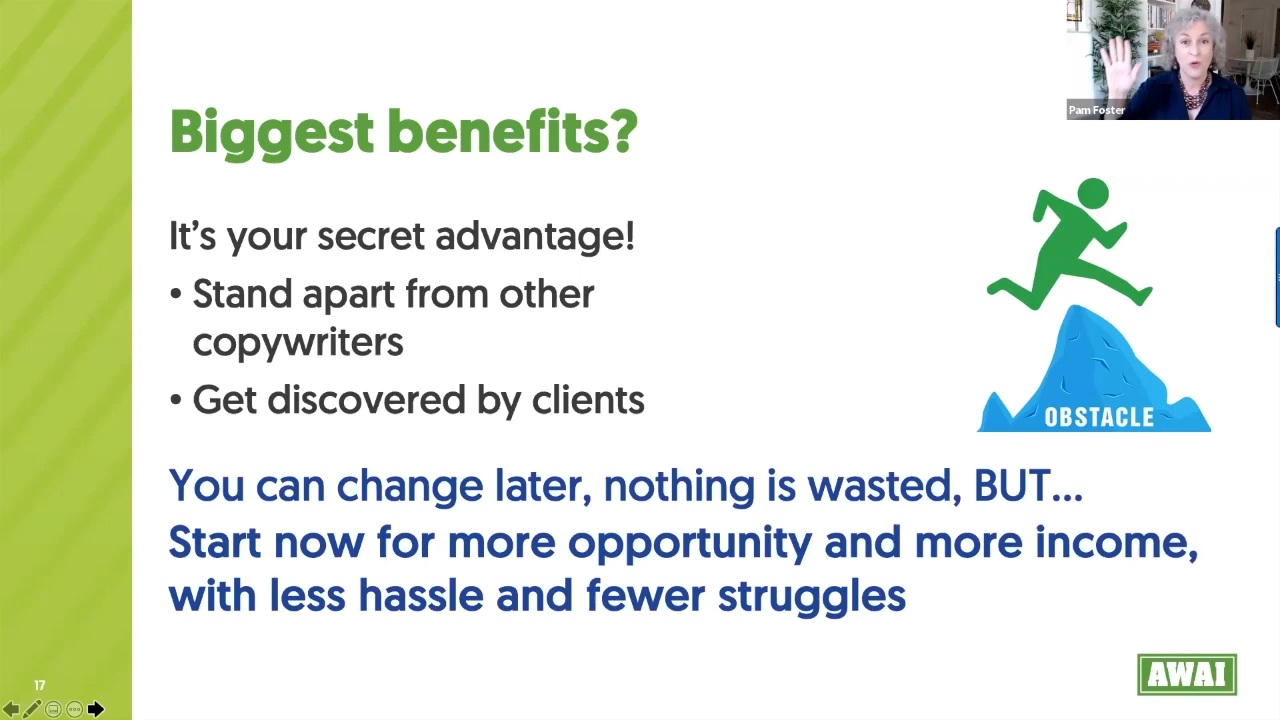 Pam Foster
Biggest benefits?
It's your secret advantage!
• Stand apart from other
copywriters
• Get discovered by clients
OBSTACLE
You can change later, nothing is wasted, BUT...
Start now for more opportunity and more income,
with less hassle and fewer struggles
17
AWAI